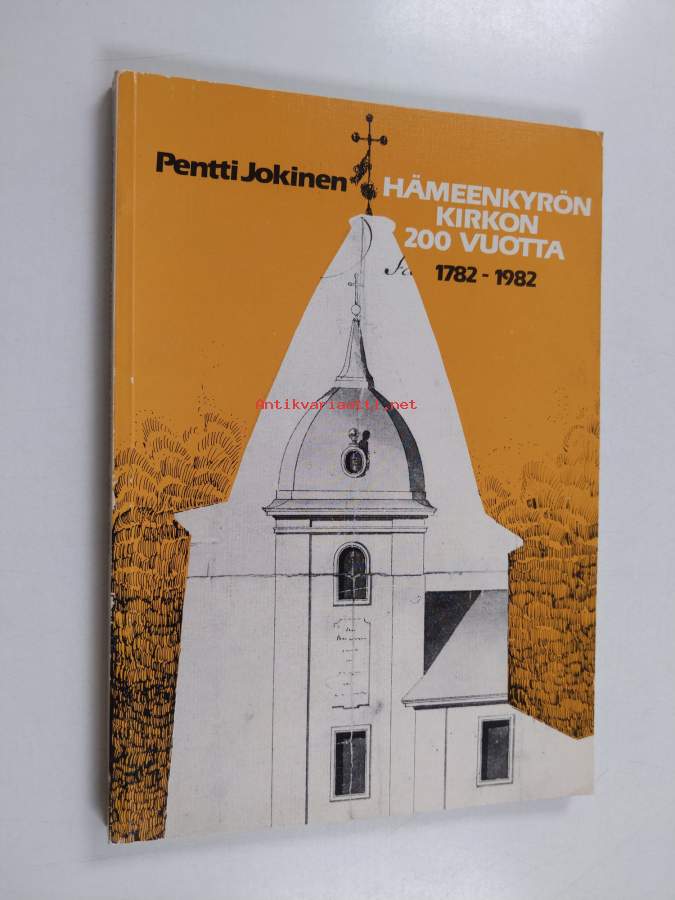 Pentti Jokinen
HÄMEENKYRÖN
KIRKON
200 VUOTTA
1782 - 1982
Antikvariaatti.net